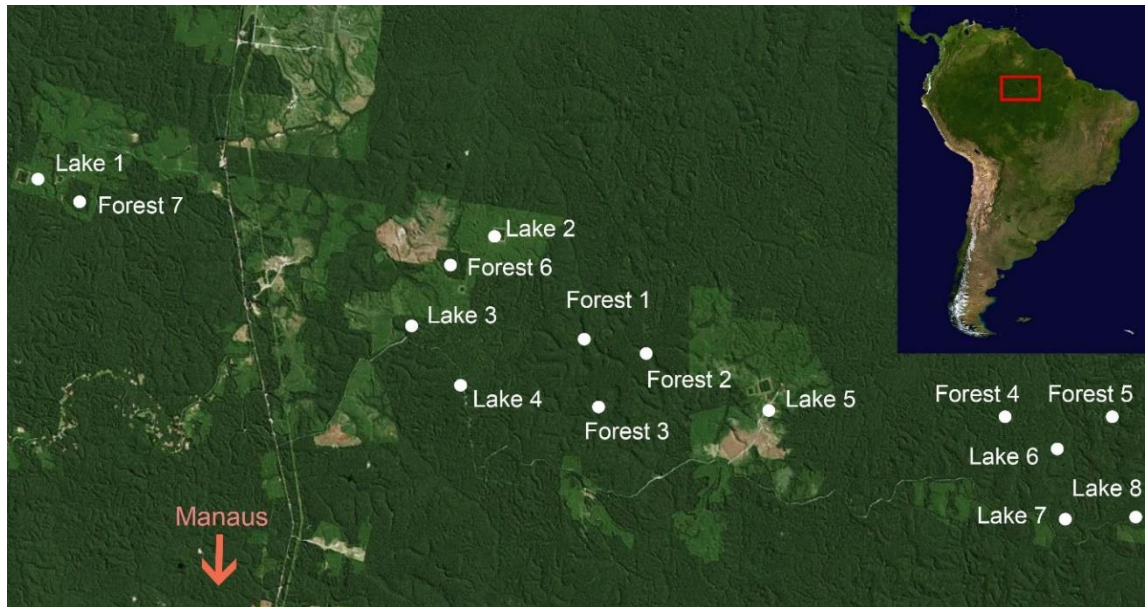 Lake 1
Forest 7
Lake 2
Forest 6
Forest 1
Lake 3
Forest 2
Lake 4
Forest 3
Lake 5
Forest 4
Forest 5
Lake 6
Lake 8
Lake 7
Manaus